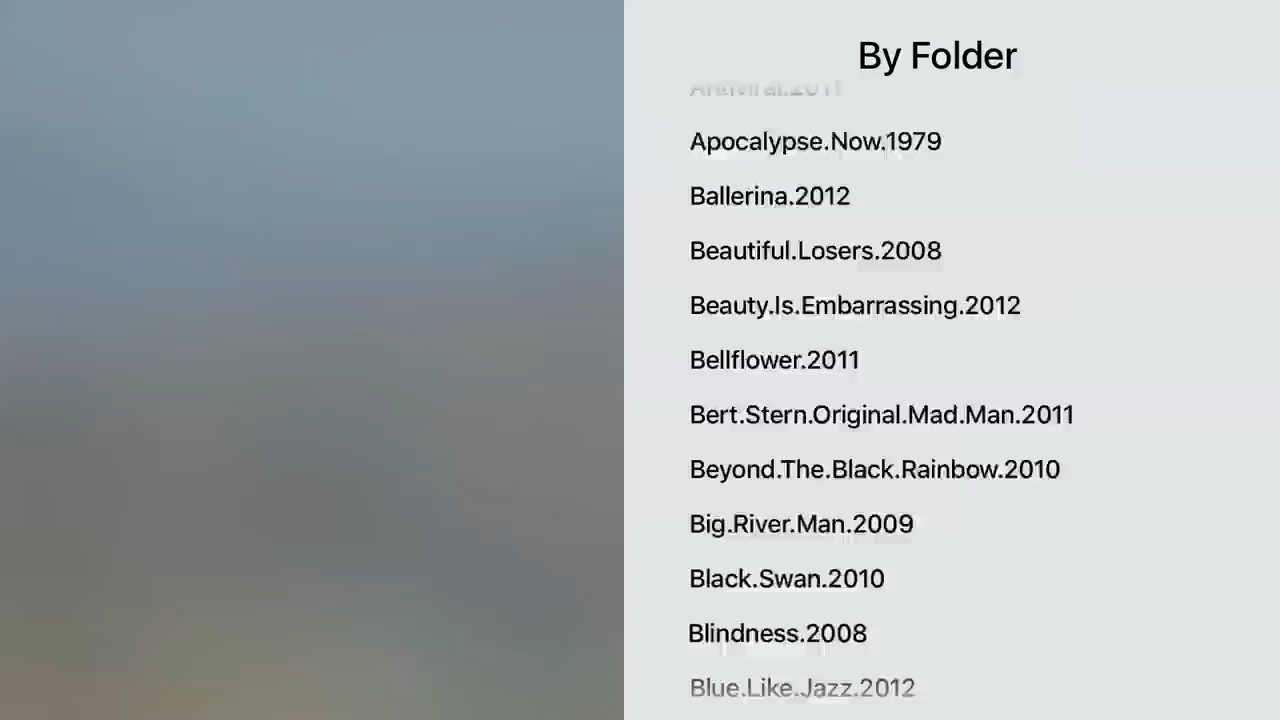 By Folder
Antiviral.2011
Apocalypse.Now.1979
Ballerina.2012
Beautiful.Losers.2008
Beauty.Is.Embarrassing.2012
Bellflower.2011
Bert.Stern.Original.Mad.Man.2011
Beyond.The.Black.Rainbow.2010
Big.River.Man.2009
Black.Swan.2010
Blindness.2008
Blue.Like.Jazz.2012